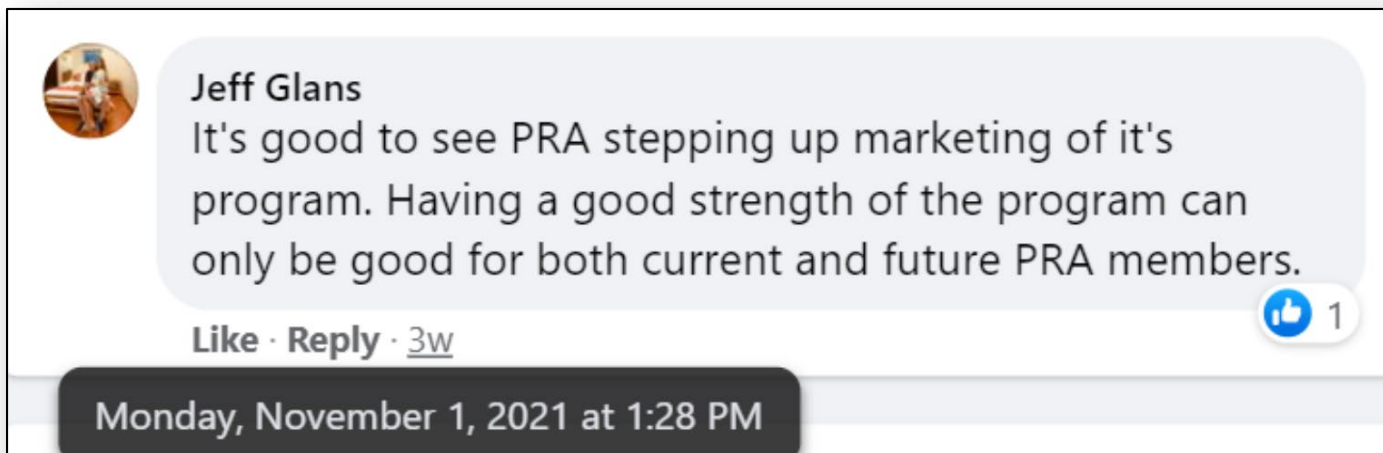 Jeff Glans
It's good to see PRA stepping up marketing of it's
program. Having a good strength of the program can
only be good for both current and future PRA members.
1
Like · Reply · 3w
Monday, November 1, 2021 at 1:28 PM